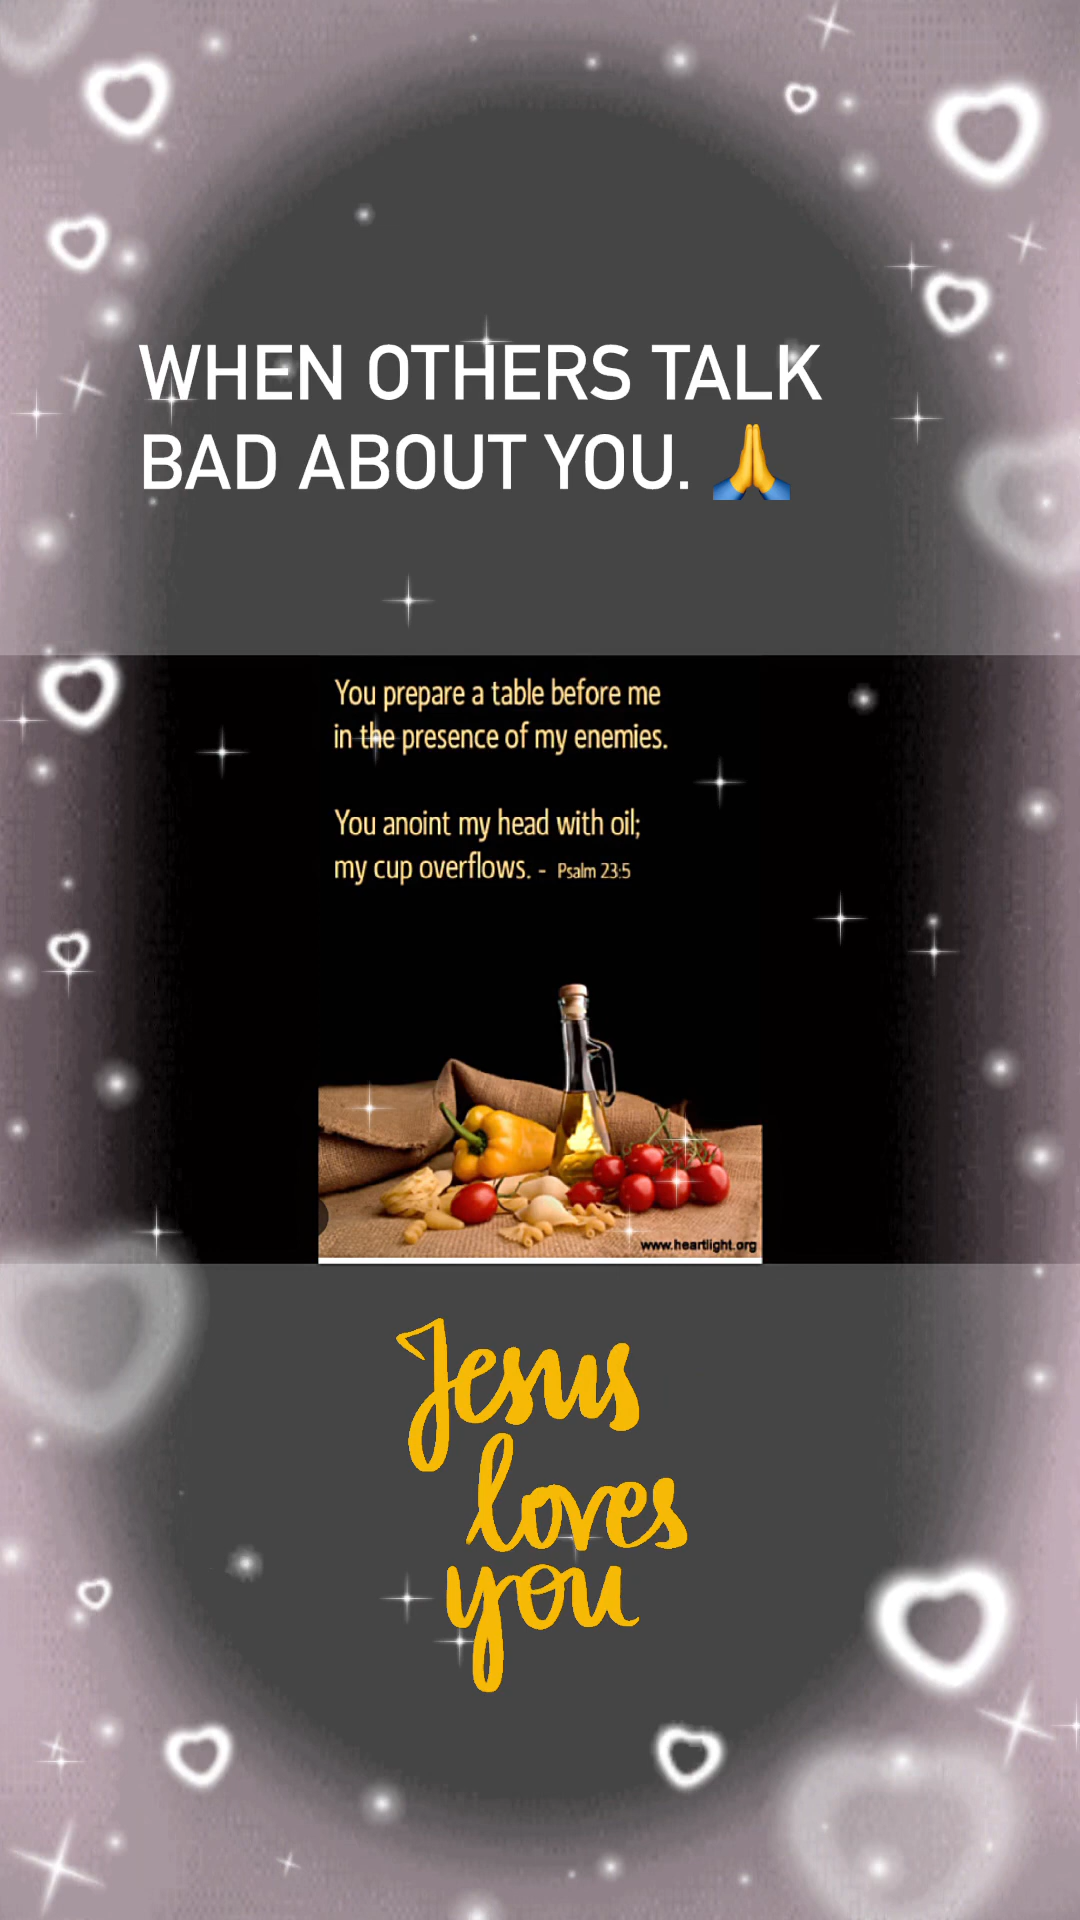 WHEN OTHERS TALK
BAD ABOUT YOU. 🙏
You prepare a table before me
in the presence of my enemies.
You anoint my head with oil;
my cup overflows. - Psalm 23:5
www.heartlight.org
Jesus
loves
you